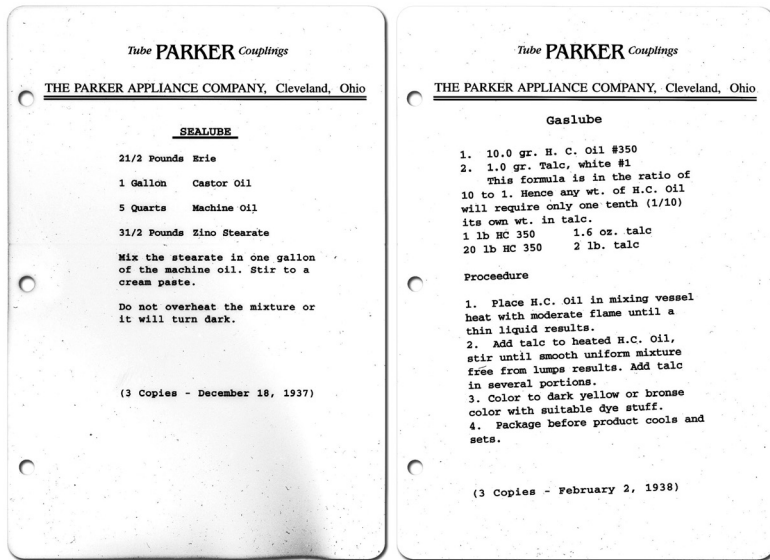 Tube PARKER Couplings
THE PARKER APPLIANCE COMPANY, Cleveland, Ohio
SEALUBE
21/2 Pounds Erie
1 Gallon Castor Oil
5 Quarts Machine Oil
31/2 Pounds Zino Stearate
Mix the stearate in one gallon
of the machine oil. Stir to a
cream paste.
Do not overheat the mixture or
it will turn dark.
(3 Copies - December 18, 1937)
Tube PARKER Couplings
THE PARKER APPLIANCE COMPANY, Cleveland, Ohio
Gaslube
1. 10.0 gr. H. C. Oil #350
2. 1.0 gr. Talc, white #1
This formula is in the ratio of
10 to 1. Hence any wt. of H.C. Oil
will require only one tenth (1/10)
its own wt. in talc.
1 lb HC 350 1.6 oz. talc
20 lb HC 350 2 lb. talc
Proceedure
1. Place H.C. Oil in mixing vessel
heat with moderate flame until a
thin liquid results.
2. Add talc to heated H.C. Oil,
stir until smooth uniform mixture
free from lumps results. Add talc
in several portions.
3. Color to dark yellow or bronse
color with suitable dye stuff.
4. Package before product cools and
sets.
(3 Copies - February 2, 1938)